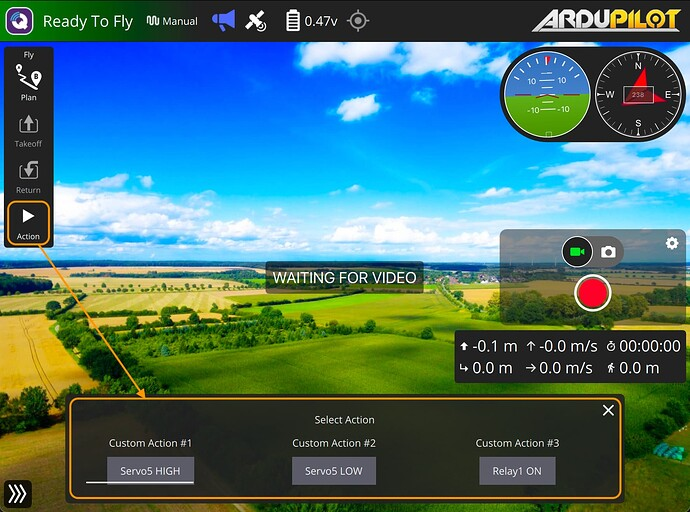 Ready To Fly
Manual
0.47v
ARDUPILOT
Fly
Plan
Takeoff
Return
Action
10 10
-10 -10
N
W 238 E
S
WAITING FOR VIDEO
-0.1 m -0.0 m/s 00:00:00
0.0 m 0.0 m/s 0.0 m
Select Action
Custom Action #1 Custom Action #2 Custom Action #3
Servo5 HIGH Servo5 LOW Relay1 ON